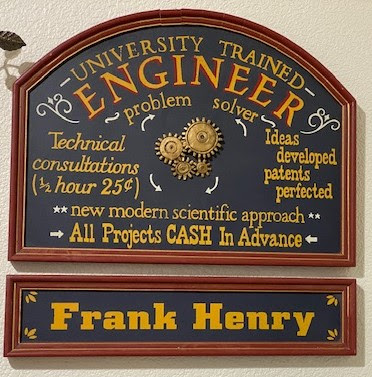 UNIVERSITY TRAINED
ENGINEER
problem solver
Technical
consultations
(½ hour 25¢)
Ideas
developed
patents
perfected
** new modern scientific approach **
All Projects CASH In Advance
Frank Henry